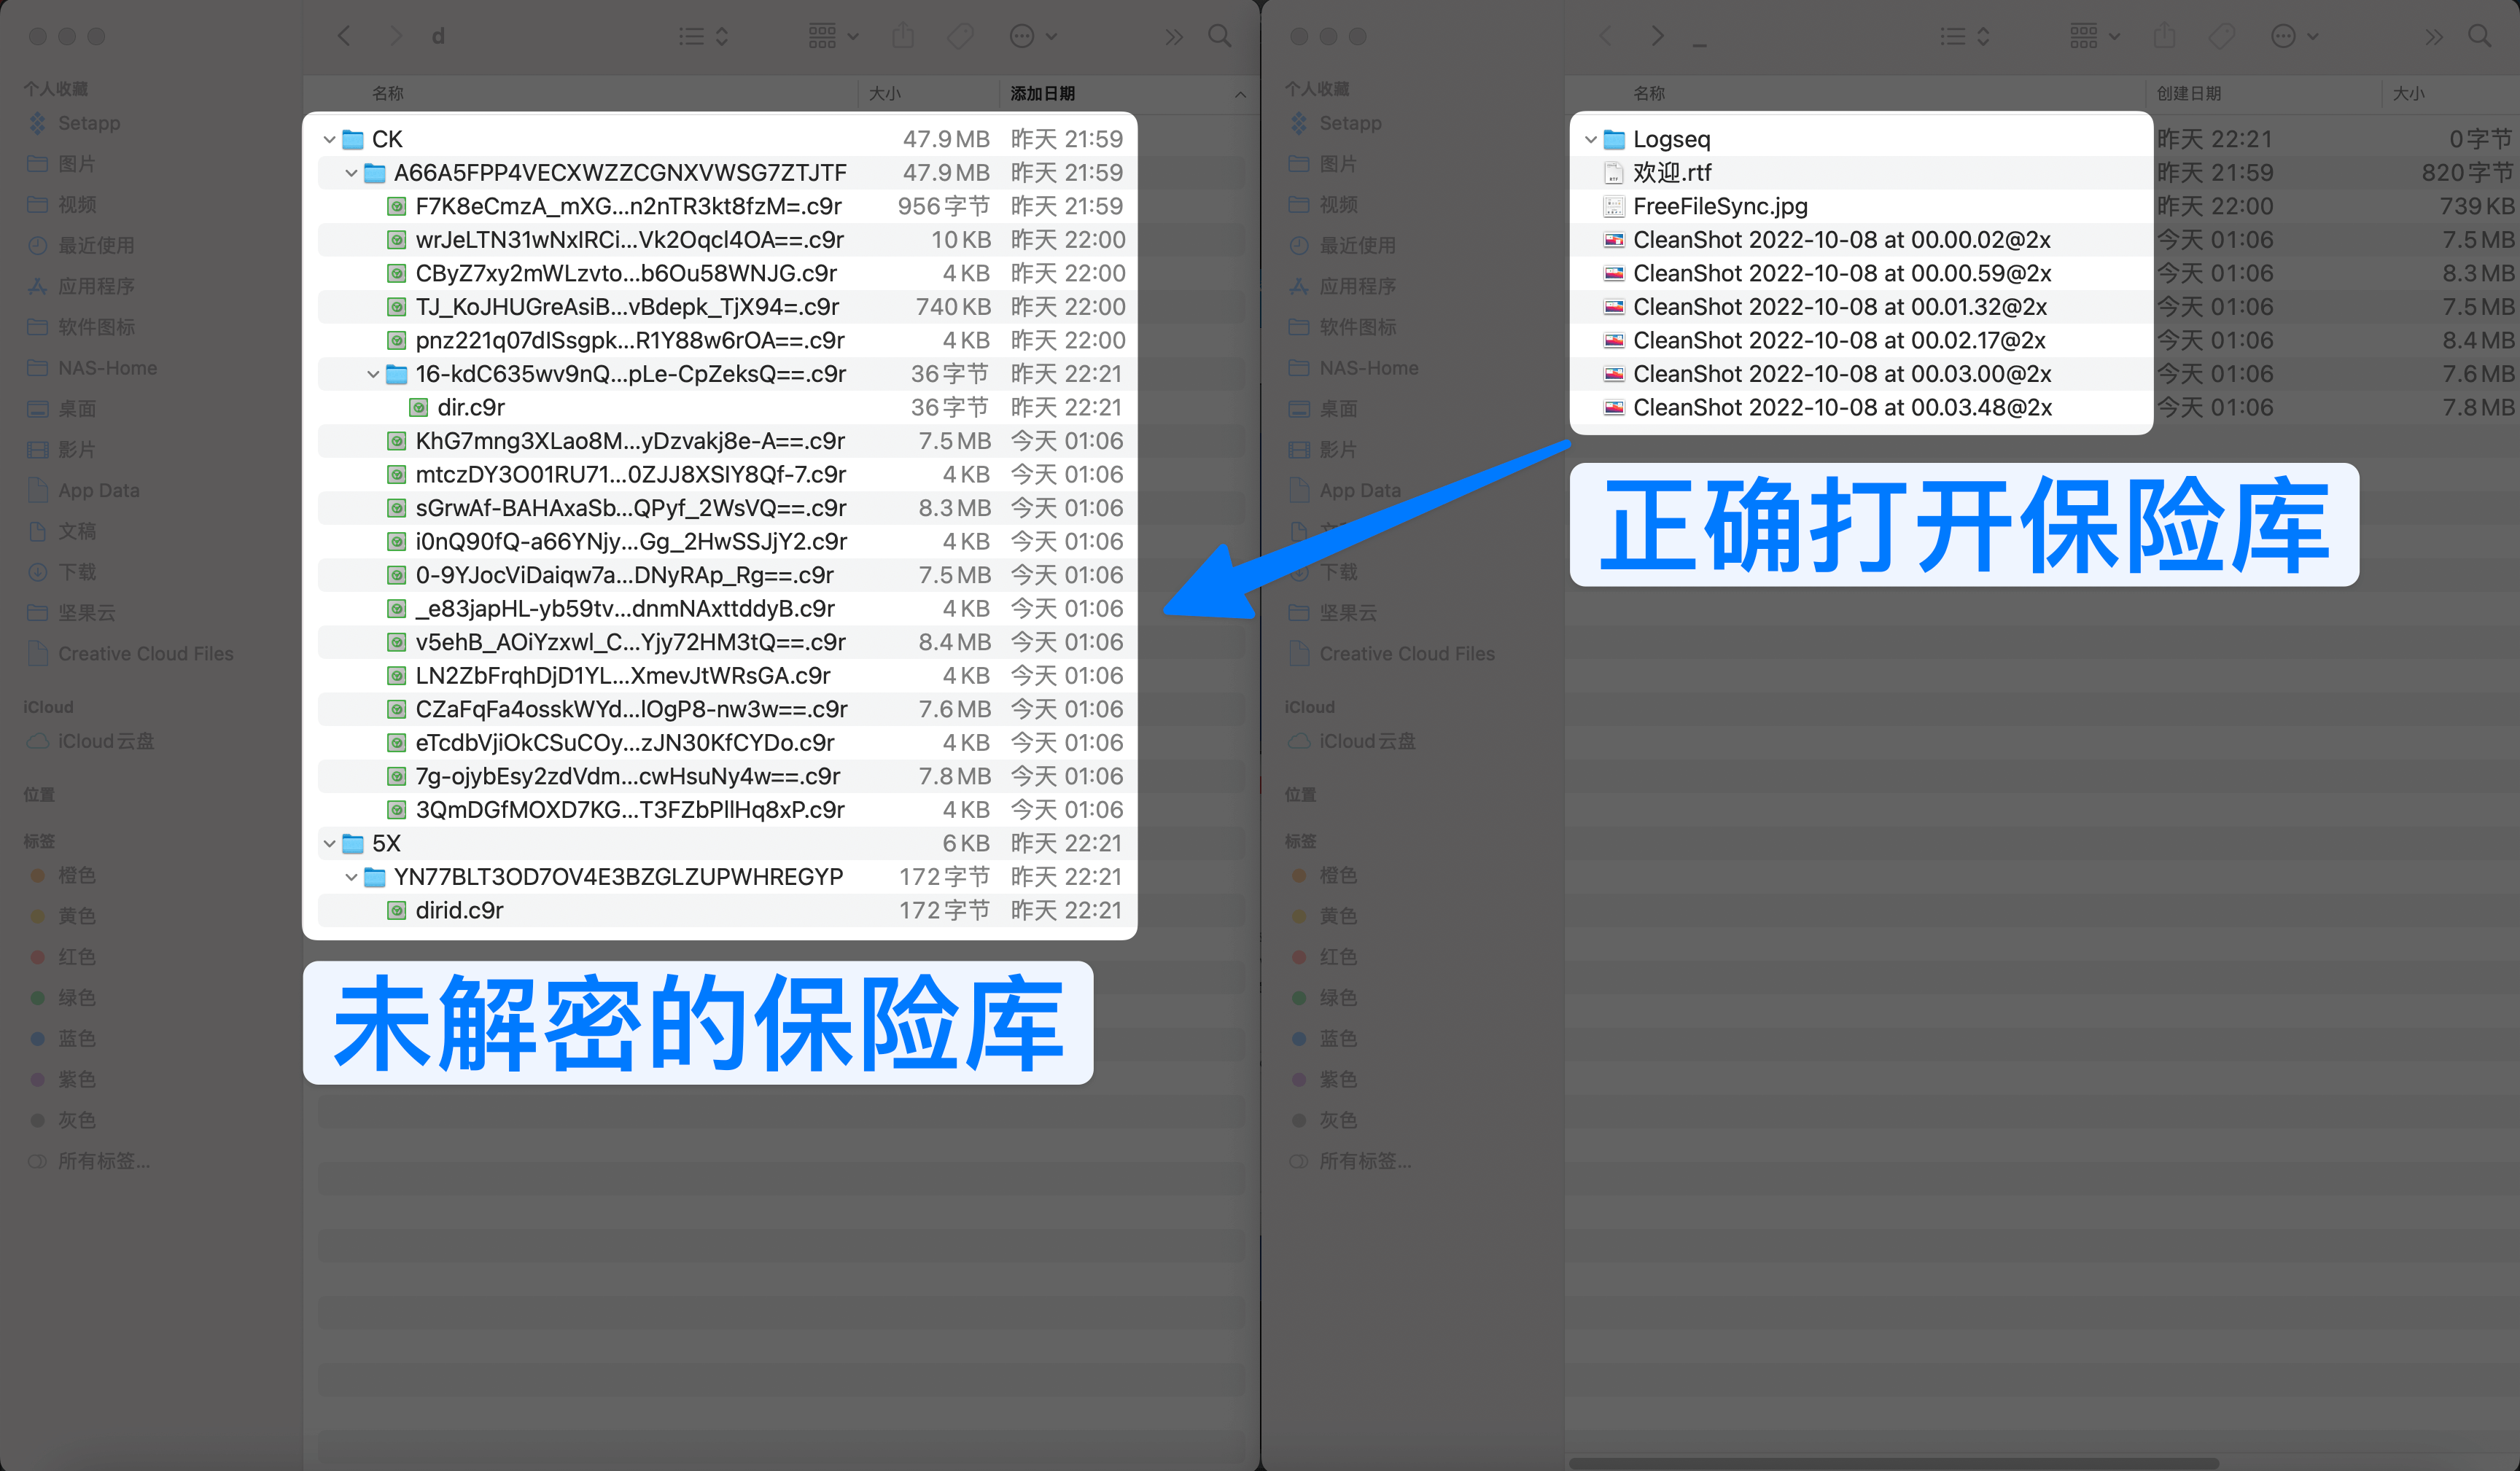 d
个人收藏
Setapp
图片
视频
最近使用
应用程序
软件图标
NAS-Home
桌面
影片
App Data
文稿
下载
坚果云
Creative Cloud Files
iCloud
iCloud云盘
位置
标签
橙色
黄色
红色
绿色
蓝色
紫色
灰色
所有标签...
名称 大小 添加日期
CK 47.9 MB 昨天 21:59
A66A5FPP4VECXWZZCGNXVWSG7ZTJTF 47.9 MB 昨天 21:59
F7K8eCmzA_mXG...n2nTR3kt8fzM=.c9r 956字节 昨天 21:59
wrJeLTN31wNxIRCi...Vk2Oqcl4OA==.c9r 10 KB 昨天 22:00
CByZ7xy2mWLzvto...b6Ou58WNJG.c9r 4 KB 昨天 22:00
TJ_KoJHUGreAsiB...vBdepk_TjX94=.c9r 740 KB 昨天 22:00
pnz221q07dISsgpk...R1Y88w6rOA==.c9r 4 KB 昨天 22:00
16-kdC635wv9nQ...pLe-CpZeksQ==.c9r 36字节 昨天 22:21
dir.c9r 36字节 昨天 22:21
KhG7mng3XLao8M...yDzvakj8e-A==.c9r 7.5 MB 今天 01:06
mtczDY3O01RU71...0ZJJ8XSIY8Qf-7.c9r 4 KB 今天 01:06
sGrwAf-BAHAxaSb...QPyf_2WsVQ==.c9r 8.3 MB 今天 01:06
i0nQ90fQ-a66YNjy...Gg_2HwSSJjY2.c9r 4 KB 今天 01:06
0-9YJocViDaiqw7a...DNyRAp_Rg==.c9r 7.5 MB 今天 01:06
_e83japHL-yb59tv...dnmNAxttddyB.c9r 4 KB 今天 01:06
v5ehB_AOiYzxwl_C...Yjy72HM3tQ==.c9r 8.4 MB 今天 01:06
LN2ZbFrqhDjD1YL...XmevJtWRsGA.c9r 4 KB 今天 01:06
CZaFqFa4osskWYd...lOgP8-nw3w==.c9r 7.6 MB 今天 01:06
eTcdbVjiOkCSuCOy...zJN30KfCYDo.c9r 4 KB 今天 01:06
7g-ojybEsy2zdVdm...cwHsuNy4w==.c9r 7.8 MB 今天 01:06
3QmDGfMOXD7KG...T3FZbPllHq8xP.c9r 4 KB 今天 01:06
5X 6 KB 昨天 22:21
YN77BLT3OD7OV4E3BZGLZUPWHREGYP 172字节 昨天 22:21
dirid.c9r 172字节 昨天 22:21
未解密的保险库
_
个人收藏
Setapp
图片
视频
最近使用
应用程序
软件图标
NAS-Home
桌面
影片
App Data
下载
坚果云
Creative Cloud Files
iCloud
iCloud云盘
位置
标签
橙色
黄色
红色
绿色
蓝色
紫色
灰色
所有标签...
名称 创建日期 大小
Logseq 昨天 22:21 0字节
欢迎.rtf 昨天 21:59 820字节
FreeFileSync.jpg 昨天 22:00 739 KB
CleanShot 2022-10-08 at 00.00.02@2x 今天 01:06 7.5 MB
CleanShot 2022-10-08 at 00.00.59@2x 今天 01:06 8.3 MB
CleanShot 2022-10-08 at 00.01.32@2x 今天 01:06 7.5 MB
CleanShot 2022-10-08 at 00.02.17@2x 今天 01:06 8.4 MB
CleanShot 2022-10-08 at 00.03.00@2x 今天 01:06 7.6 MB
CleanShot 2022-10-08 at 00.03.48@2x 今天 01:06 7.8 MB
正确打开保险库